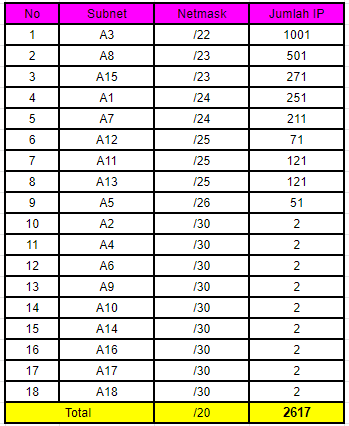 No Subnet Netmask Jumlah IP
1 A3 /22 1001
2 A8 /23 501
3 A15 /23 271
4 A1 /24 251
5 A7 /24 211
6 A12 /25 71
7 A11 /25 121
8 A13 /25 121
9 A5 /26 51
10 A2 /30 2
11 A4 /30 2
12 A6 /30 2
13 A9 /30 2
14 A10 /30 2
15 A14 /30 2
16 A16 /30 2
17 A17 /30 2
18 A18 /30 2
Total /20 2617